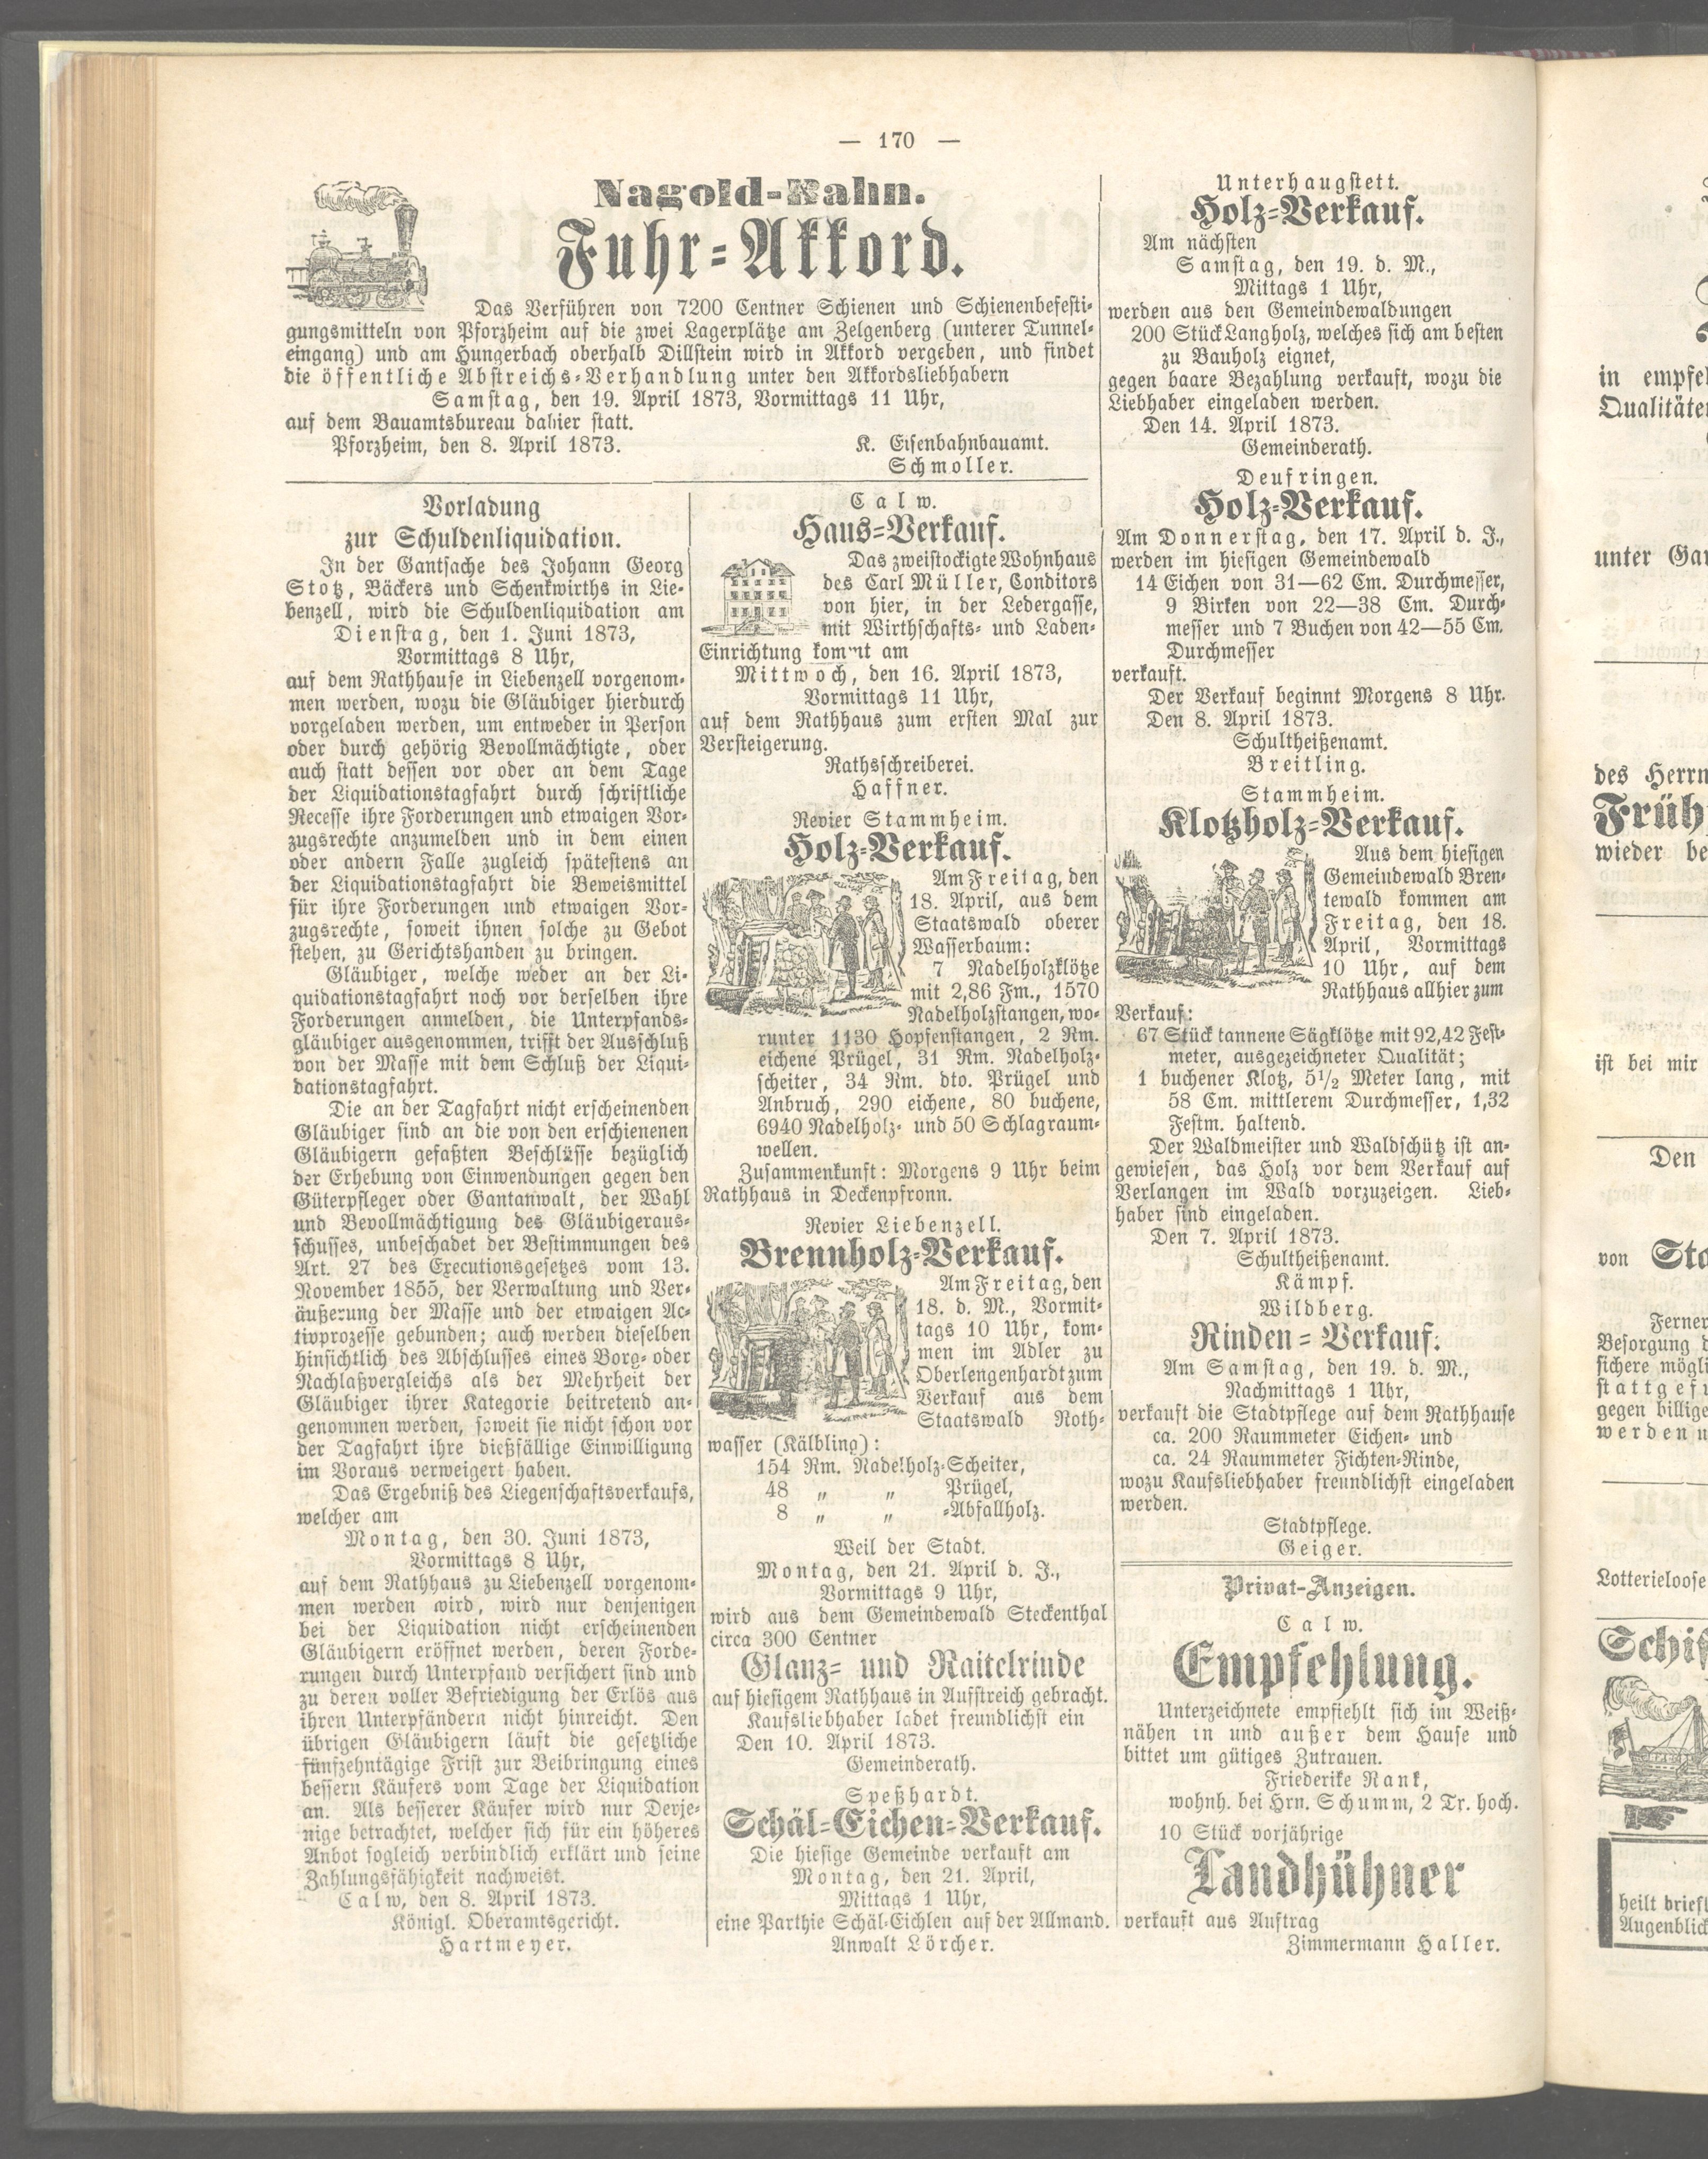 — 170 —
Nagold-Bahn.
Fuhr-Akkord.
Das Verführen von 7200 Centner Schienen und Schienenbefesti-
gungsmitteln von Pforzheim auf die zwei Lagerplätze am Zelgenberg (unterer Tunnel-
eingang) und am Hungerbach oberhalb Dillstein wird in Akkord vergeben, und findet
die öffentliche Abstreichs-Verhandlung unter den Akkordsliebhabern
Samstag, den 19. April 1873, Vormittags 11 Uhr,
auf dem Bauamtsbureau dahier statt.
Pforzheim, den 8. April 1873.
K. Eisenbahnbauamt.
Schmoller.
Vorladung
zur Schuldenliquidation.
In der Gantsache des Johann Georg
Stotz, Bäckers und Schenkwirths in Lie-
benzell, wird die Schuldenliquidation am
Dienstag, den 1. Juni 1873,
Vormittags 8 Uhr,
auf dem Rathhause in Liebenzell vorgenom-
men werden, wozu die Gläubiger hierdurch
vorgeladen werden, um entweder in Person
oder durch gehörig Bevollmächtigte, oder
auch statt dessen vor oder an dem Tage
der Liquidationstagfahrt durch schriftliche
Recesse ihre Forderungen und etwaigen Vor-
zugsrechte anzumelden und in dem einen
oder andern Falle zugleich spätestens an
der Liquidationstagfahrt die Beweismittel
für ihre Forderungen und etwaigen Vor-
zugsrechte, soweit ihnen solche zu Gebot
stehen, zu Gerichtshanden zu bringen.
Gläubiger, welche weder an der Li-
quidationstagfahrt noch vor derselben ihre
Forderungen anmelden, die Unterpfands-
gläubiger ausgenommen, trifft der Ausschluß
von der Masse mit dem Schluß der Liqui-
dationstagfahrt.
Die an der Tagfahrt nicht erscheinenden
Gläubiger sind an die von den erschienenen
Gläubigern gefaßten Beschlüsse bezüglich
der Erhebung von Einwendungen gegen den
Güterpfleger oder Gantanwalt, der Wahl
und Bevollmächtigung des Gläubigeraus-
schusses, unbeschadet der Bestimmungen des
Art. 27 des Executionsgesetzes vom 13.
November 1855, der Verwaltung und Ver-
äußerung der Masse und der etwaigen Ac-
tivprozesse gebunden; auch werden dieselben
hinsichtlich des Abschlusses eines Borg- oder
Nachlaßvergleichs als der Mehrheit der
Gläubiger ihrer Kategorie beitretend an-
genommen werden, soweit sie nicht schon vor
der Tagfahrt ihre dießfällige Einwilligung
im Voraus verweigert haben.
Das Ergebniß des Liegenschaftsverkaufs,
welcher am
Montag, den 30. Juni 1873,
Vormittags 8 Uhr,
auf dem Rathhaus zu Liebenzell vorgenom-
men werden wird, wird nur denjenigen
bei der Liquidation nicht erscheinenden
Gläubigern eröffnet werden, deren Forde-
rungen durch Unterpfand versichert sind und
zu deren voller Befriedigung der Erlös aus
ihren Unterpfändern nicht hinreicht. Den
übrigen Gläubigern läuft die gesetzliche
fünfzehntägige Frist zur Beibringung eines
bessern Käufers vom Tage der Liquidation
an. Als besserer Käufer wird nur Derje-
nige betrachtet, welcher sich für ein höheres
Anbot sogleich verbindlich erklärt und seine
Zahlungsfähigkeit nachweist.
Calw, den 8. April 1873.
Königl. Oberamtsgericht.
Hartmeyer.
Calw.
Haus-Verkauf.
Das zweistockigte Wohnhaus
des Carl Müller, Conditors
von hier, in der Ledergasse,
mit Wirthschafts- und Laden-
Einrichtung kommt am
Mittwoch, den 16. April 1873,
Vormittags 11 Uhr,
auf dem Rathhaus zum ersten Mal zur
Versteigerung.
Rathsschreiberei.
Haffner.
Revier Stammheim.
Holz-Verkauf.
Am Freitag, den
18. April, aus dem
Staatswald oberer
Wasserbaum:
7 Nadelholzklötze
mit 2,86 Fm., 1570
Nadelholzstangen, wo-
runter 1130 Hopfenstangen, 2 Rm.
eichene Prügel, 31 Rm. Nadelholz-
scheiter, 34 Rm. dto. Prügel und
Anbruch, 290 eichene, 80 buchene,
6940 Nadelholz- und 50 Schlagraum-
wellen.
Zusammenkunft: Morgens 9 Uhr beim
Rathhaus in Deckenpfronn.
Revier Liebenzell.
Brennholz-Verkauf.
Am Freitag, den
18. d. M., Vormit-
tags 10 Uhr, kom-
men im Adler zu
Oberlengenhardt zum
Verkauf aus dem
Staatswald Roth-
wasser (Kälbling):
154 Rm. Nadelholz-Scheiter,
48 „ „ Prügel,
8 „ „ -Abfallholz.
Weil der Stadt.
Montag, den 21. April d. J.,
Vormittags 9 Uhr,
wird aus dem Gemeindewald Steckenthal
circa 300 Centner
Glanz- und Raitelrinde
auf hiesigem Rathhaus in Aufstreich gebracht.
Kaufsliebhaber ladet freundlichst ein
Den 10. April 1873.
Gemeinderath.
Speßhardt.
Schäl-Eichen-Verkauf.
Die hiesige Gemeinde verkauft am
Montag, den 21. April,
Mittags 1 Uhr,
eine Parthie Schäl-Eichlen auf der Allmand.
Anwalt Lörcher.
Unterhaugstett.
Holz-Verkauf.
Am nächsten
Samstag, den 19. d. M.,
Mittags 1 Uhr,
werden aus den Gemeindewaldungen
200 Stück Langholz, welches sich am besten
zu Bauholz eignet,
gegen baare Bezahlung verkauft, wozu die
Liebhaber eingeladen werden.
Den 14. April 1873.
Gemeinderath.
Deufringen.
Holz-Verkauf.
Am Donnerstag, den 17. April d. J.,
werden im hiesigen Gemeindewald
14 Eichen von 31—62 Cm. Durchmesser,
9 Birken von 22—38 Cm. Durch-
messer und 7 Buchen von 42—55 Cm.
Durchmesser
verkauft.
Der Verkauf beginnt Morgens 8 Uhr.
Den 8. April 1873.
Schultheißenamt.
Breitling.
Stammheim.
Klotzholz-Verkauf.
Aus dem hiesigen
Gemeindewald Bren-
tewald kommen am
Freitag, den 18.
April, Vormittags
10 Uhr, auf dem
Rathhaus allhier zum
Verkauf:
67 Stück tannene Sägklötze mit 92,42 Fest-
meter, ausgezeichneter Qualität;
1 buchener Klotz, 5½ Meter lang, mit
58 Cm. mittlerem Durchmesser, 1,32
Festm. haltend.
Der Waldmeister und Waldschütz ist an-
gewiesen, das Holz vor dem Verkauf auf
Verlangen im Wald vorzuzeigen. Lieb-
haber sind eingeladen.
Den 7. April 1873.
Schultheißenamt.
Kämpf.
Wildberg.
Rinden-Verkauf.
Am Samstag, den 19. d. M.,
Nachmittags 1 Uhr,
verkauft die Stadtpflege auf dem Rathhause
ca. 200 Raummeter Eichen- und
ca. 24 Raummeter Fichten-Rinde,
wozu Kaufsliebhaber freundlichst eingeladen
werden.
Stadtpflege.
Geiger.
Privat-Anzeigen.
Calw.
Empfehlung.
Unterzeichnete empfiehlt sich im Weiß-
nähen in und außer dem Hause und
bittet um gütiges Zutrauen.
Friederike Rank,
wohnh. bei Hrn. Schumm, 2 Tr. hoch.
10 Stück vorjährige
Landhühner
verkauft aus Auftrag
Zimmermann Haller.
in empfe
Qualitäte
unter Ga
des Herrn
Früh
wieder be
ist bei mir
Den
von Sta
Ferner
Besorgung
sichere mögli
stattgef
gegen billige
werden
Lotterieloose
Schif
heilt brief
Augenblick